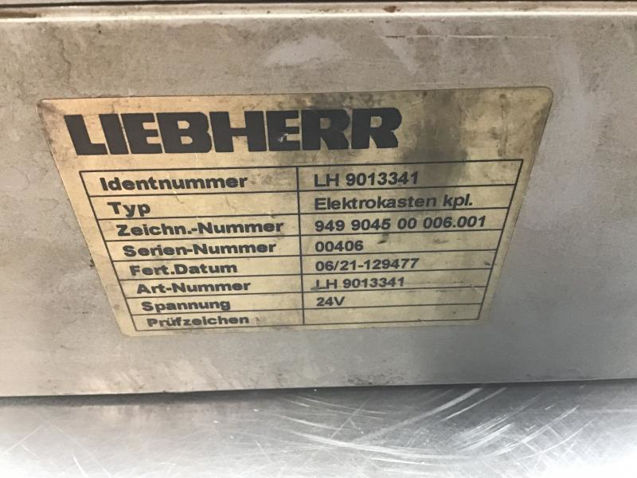 LIEBHERR
Identnummer LH 9013341
Typ Elektrokasten kpl.
Zeichn.-Nummer 949 9045 00 006.001
Serien-Nummer 00406
Fert.Datum 06/21-129477
Art-Nummer LH 9013341
Spannung 24V
Prüfzeichen